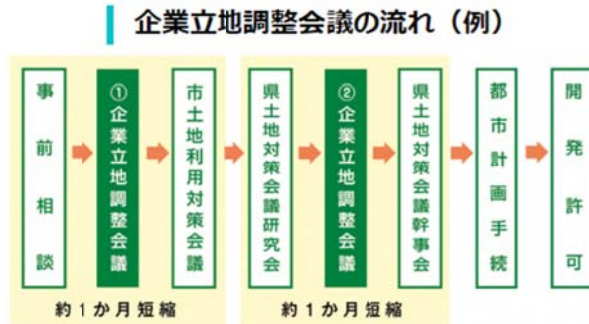 企業立地調整会議の流れ（例）
事前相談
①企業立地調整会議
市土地利用対策会議
県土地対策会議研究会
②企業立地調整会議
県土地対策会議幹事会
都市計画手続
開発許可
約1か月短縮
約1か月短縮